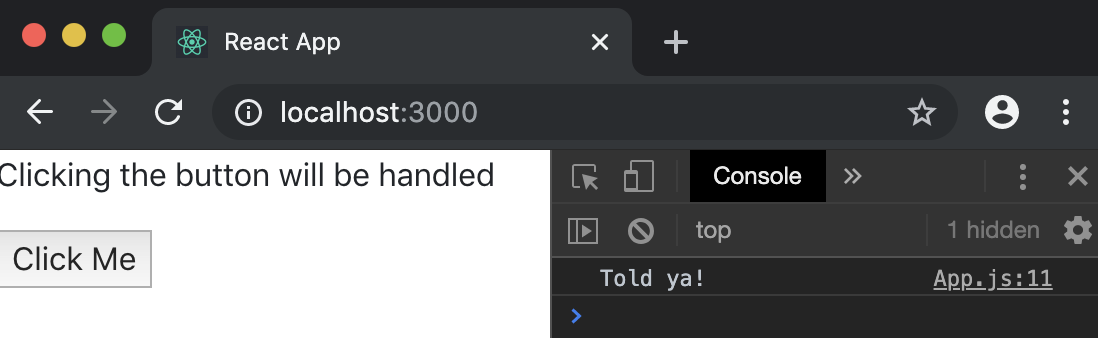 React App
localhost:3000
Clicking the button will be handled
Click Me
Console
top
1 hidden
Told ya!
App.js:11